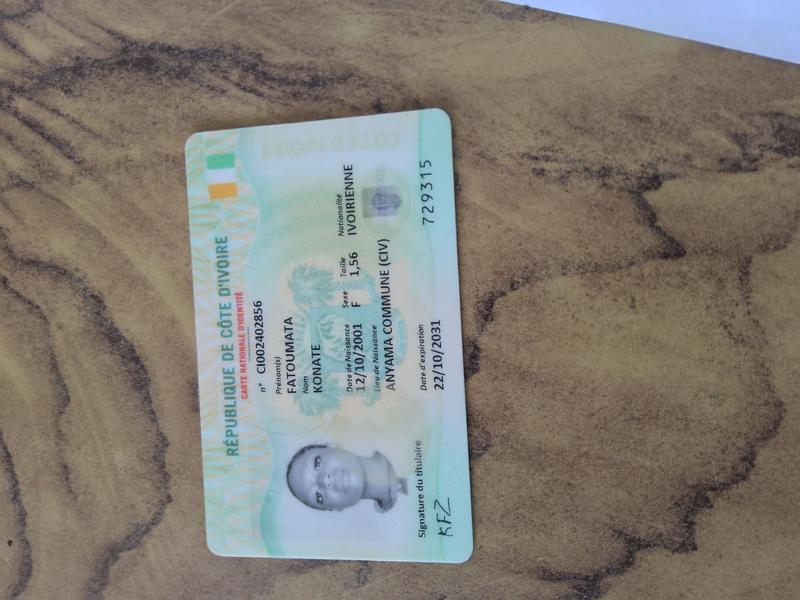 RÉPUBLIQUE DE CÔTE D'IVOIRE
CARTE NATIONALE D'IDENTITÉ
n° CI002402856
Prénom(s)
FATOUMATA
Nom
KONATE
Date de Naissance Sexe Taille Nationalité
12/10/2001 F 1,56 IVOIRIENNE
Lieu de Naissance
ANYAMA COMMUNE (CIV)
Signature du titulaire
KFZ
Date d'expiration
22/10/2031
729315
CÔTE D'IVOIRE